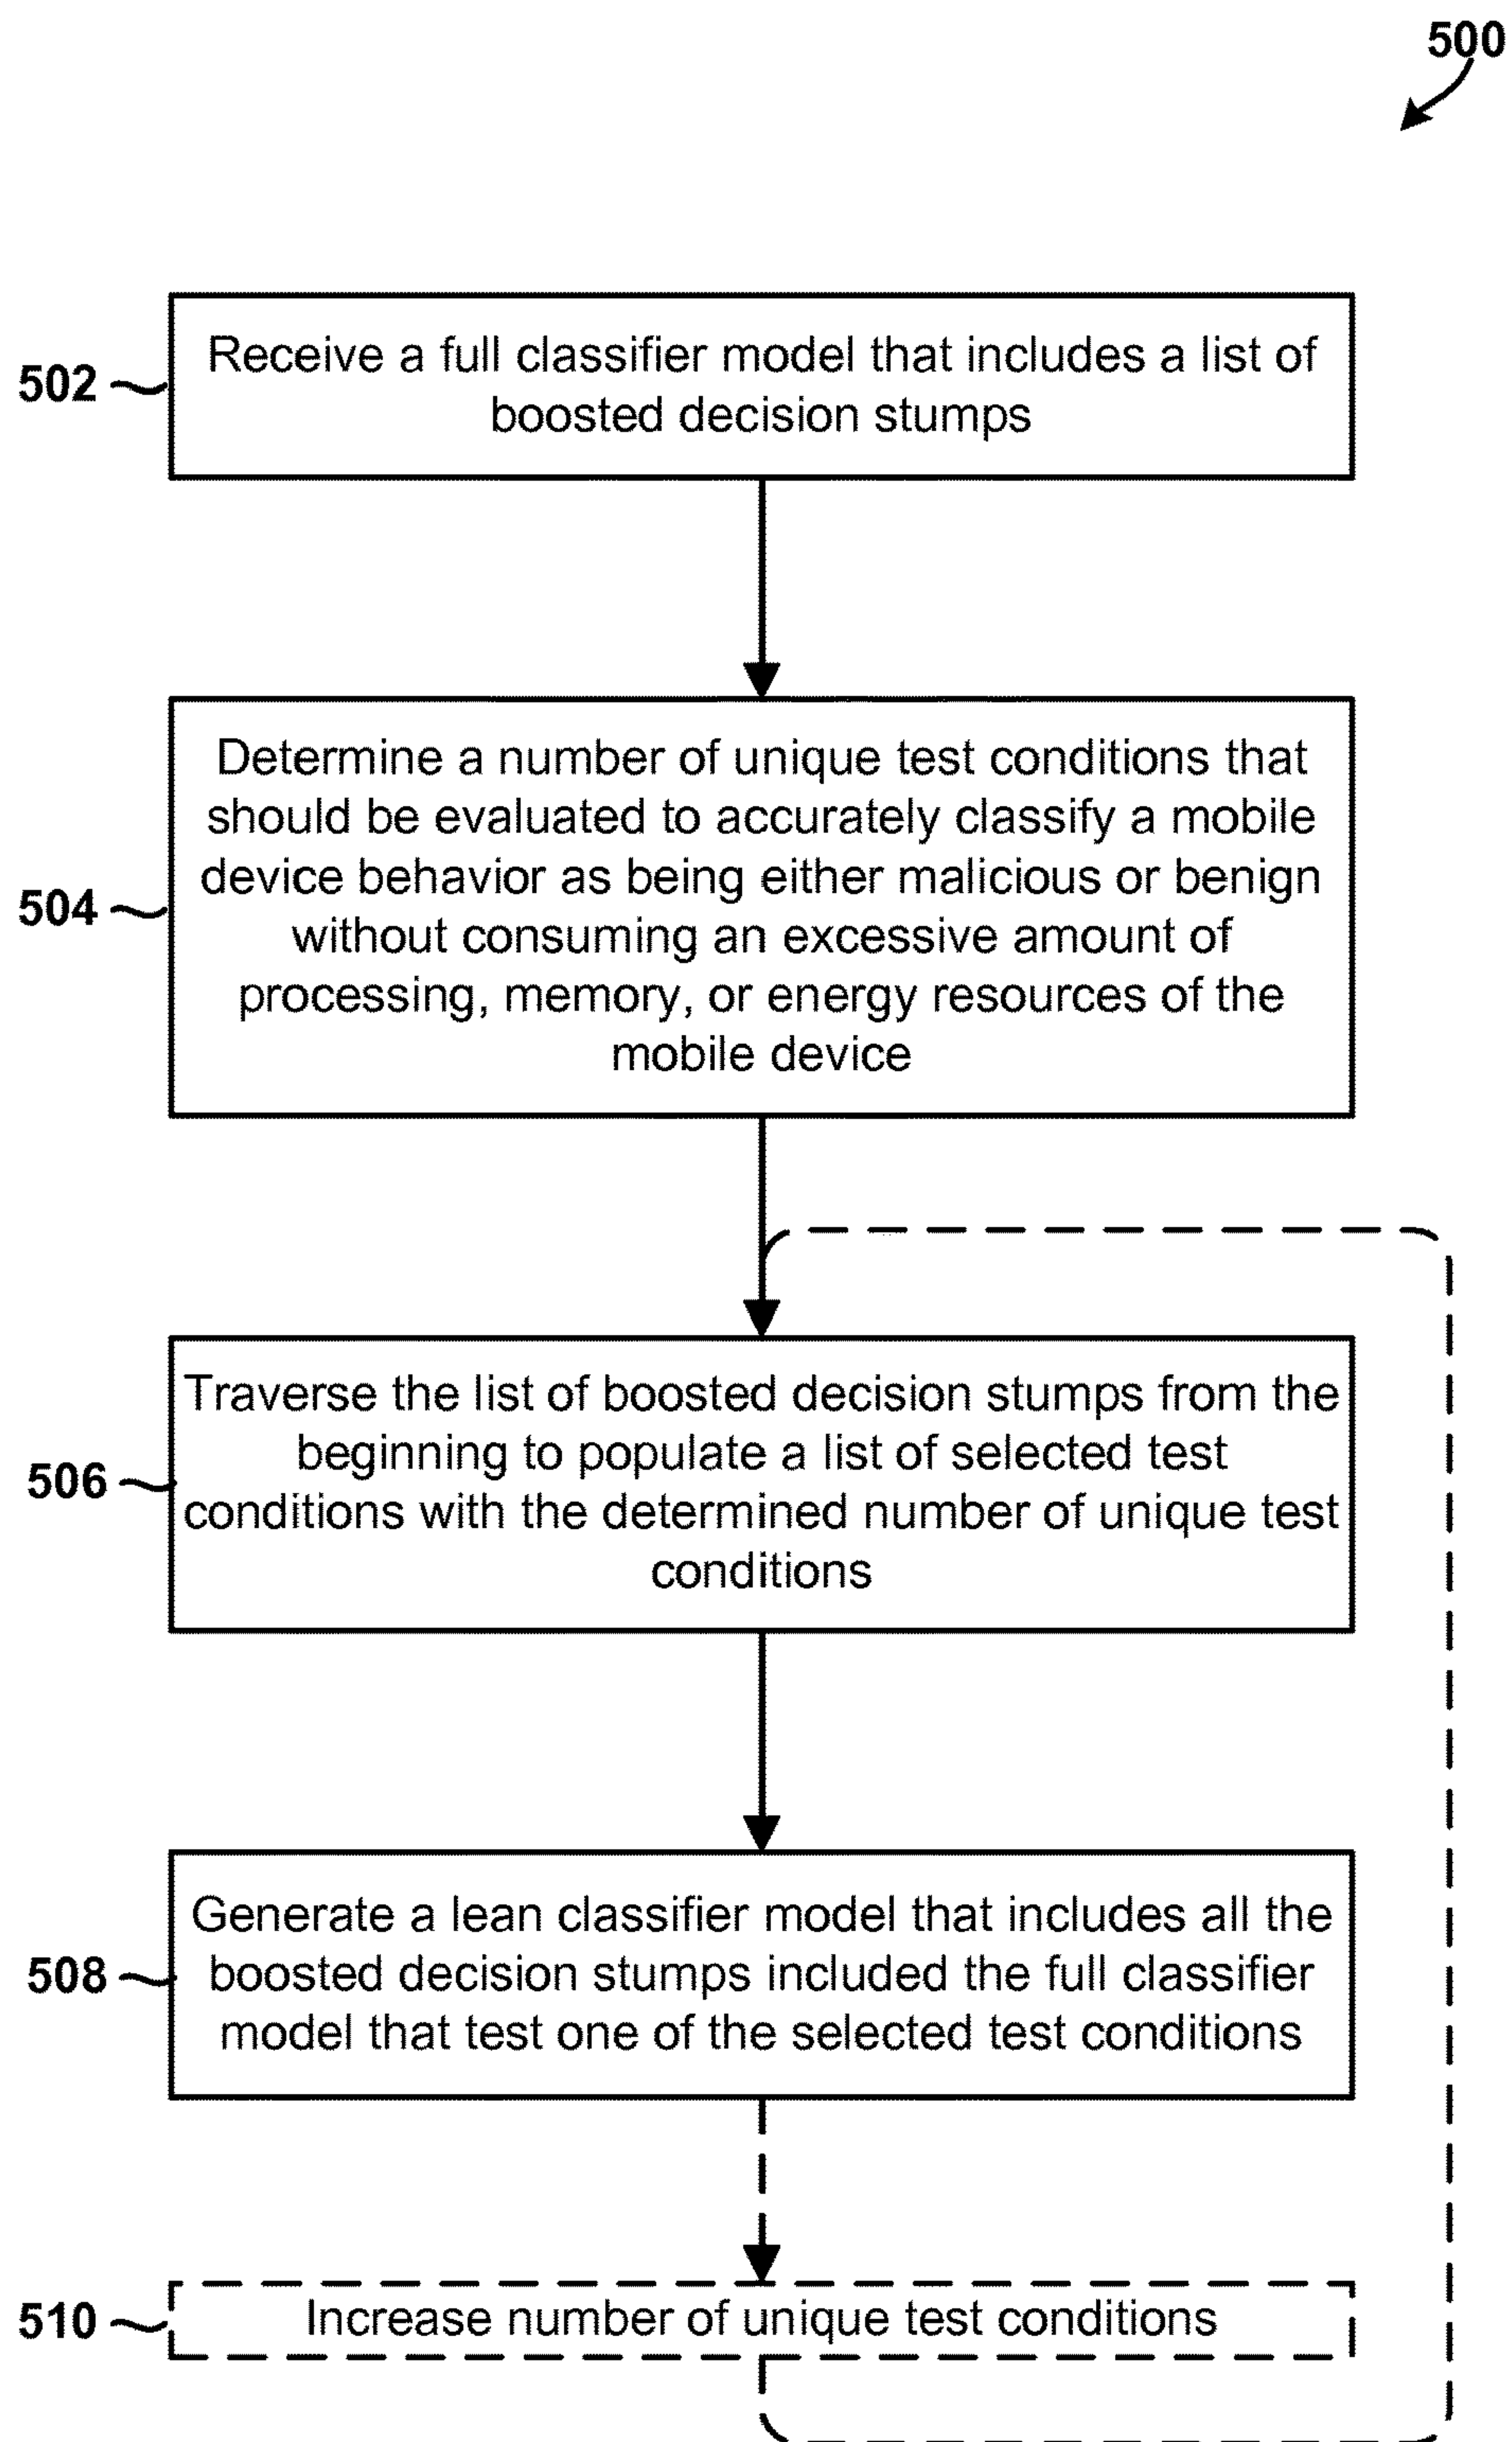 500
502
Receive a full classifier model that includes a list of
boosted decision stumps
504
Determine a number of unique test conditions that
should be evaluated to accurately classify a mobile
device behavior as being either malicious or benign
without consuming an excessive amount of
processing, memory, or energy resources of the
mobile device
506
Traverse the list of boosted decision stumps from the
beginning to populate a list of selected test
conditions with the determined number of unique test
conditions
508
Generate a lean classifier model that includes all the
boosted decision stumps included the full classifier
model that test one of the selected test conditions
510
Increase number of unique test conditions